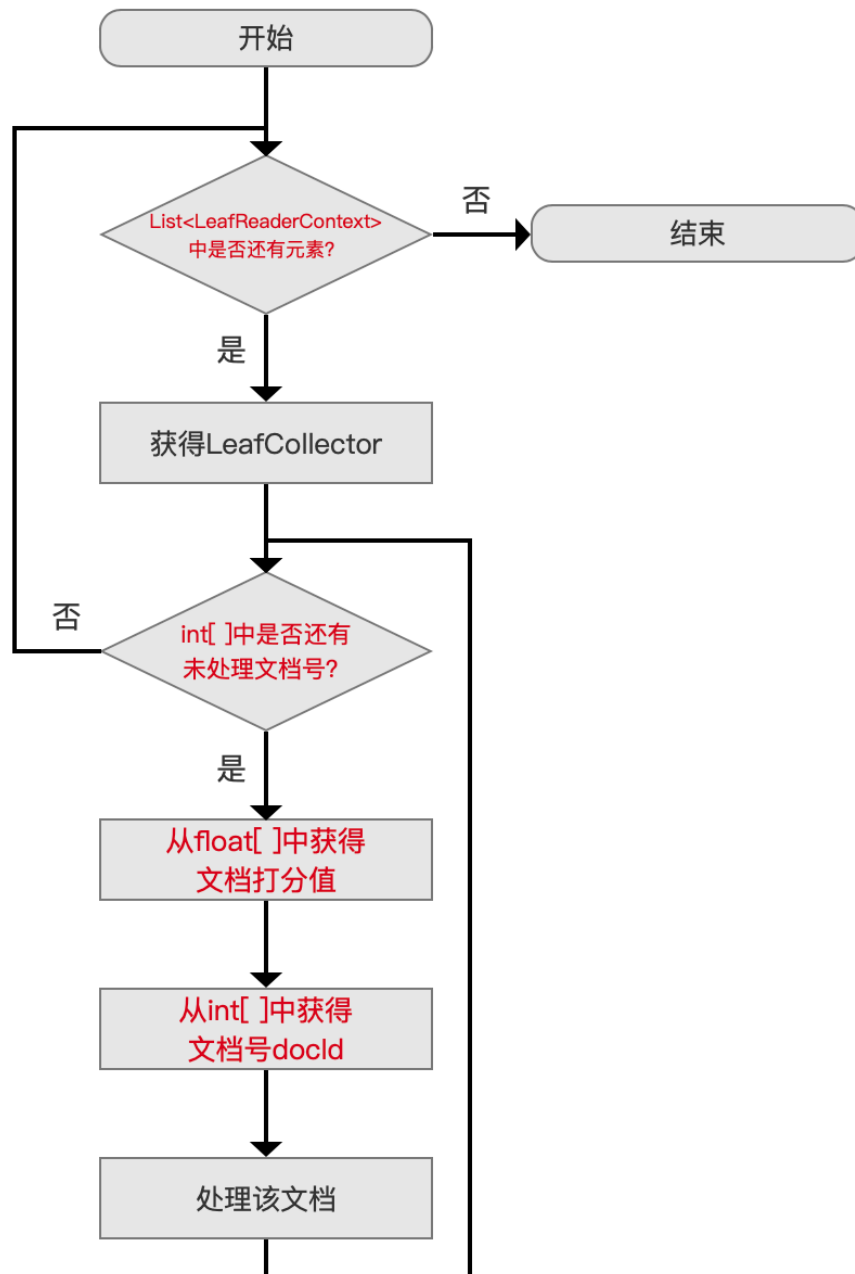 开始
List<LeafReaderContext>
中是否还有元素?
否
结束
是
获得LeafCollector
否
int[ ]中是否还有
未处理文档号?
是
从float[ ]中获得
文档打分值
从int[ ]中获得
文档号docId
处理该文档